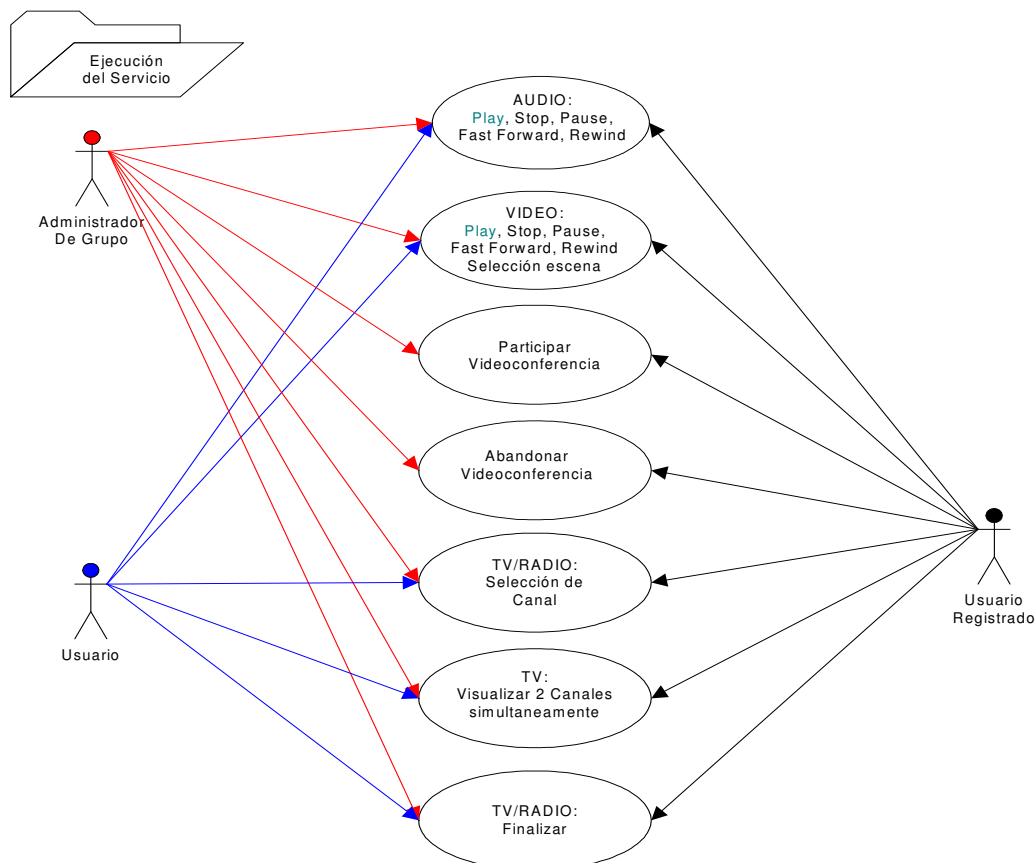 Ejecución
del Servicio
AUDIO:
Play, Stop, Pause,
Fast Forward, Rewind
Administrador
De Grupo
VIDEO:
Play, Stop, Pause,
Fast Forward, Rewind
Selección escena
Participar
Videoconferencia
Abandonar
Videoconferencia
TV/RADIO:
Selección de
Canal
Usuario
Registrado
Usuario
TV:
Visualizar 2 Canales
simultaneamente
TV/RADIO:
Finalizar